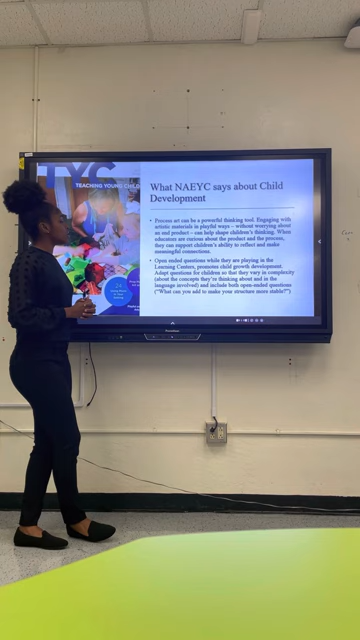 TYC
TEACHING YOUNG CHILD
What NAEYC says about Child
Development
• Process art can be a powerful thinking tool. Engaging with
artistic materials in playful ways – without worrying about
an end product – can help shape children's thinking. When
educators are curious about the product and the process,
they can support children's ability to reflect and make
meaningful connections.
• Open ended questions while they are playing in the
Learning Centers, promotes child growth development.
Adapt questions for children so that they vary in complexity
(about the concepts they're thinking about and in the
language involved) and include both open-ended questions
("What can you add to make your structure more stable?")
24